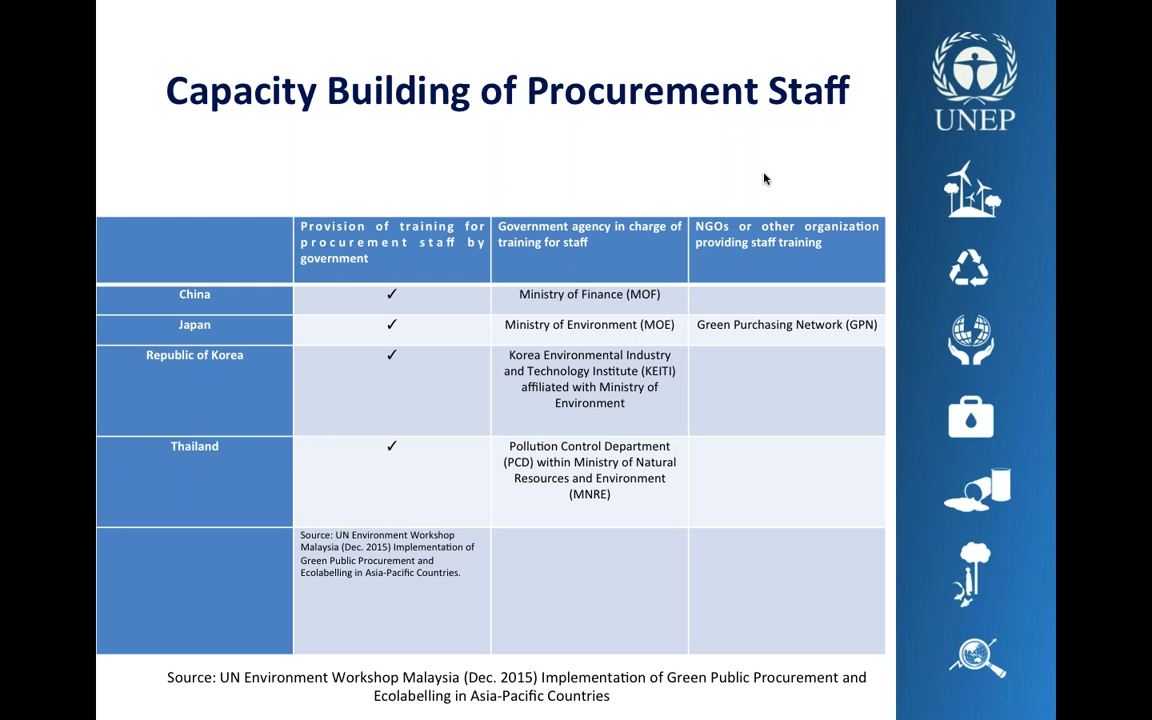 Capacity Building of Procurement Staff
UNEP
Provision of training for
procurement staff by
government
Government agency in charge of
training for staff
NGOs or other organization
providing staff training
China
✓
Ministry of Finance (MOF)
Japan
✓
Ministry of Environment (MOE)
Green Purchasing Network (GPN)
Republic of Korea
✓
Korea Environmental Industry
and Technology Institute (KEITI)
affiliated with Ministry of
Environment
Thailand
✓
Pollution Control Department
(PCD) within Ministry of Natural
Resources and Environment
(MNRE)
Source: UN Environment Workshop
Malaysia (Dec. 2015) Implementation of
Green Public Procurement and
Ecolabelling in Asia-Pacific Countries.
Source: UN Environment Workshop Malaysia (Dec. 2015) Implementation of Green Public Procurement and
Ecolabelling in Asia-Pacific Countries